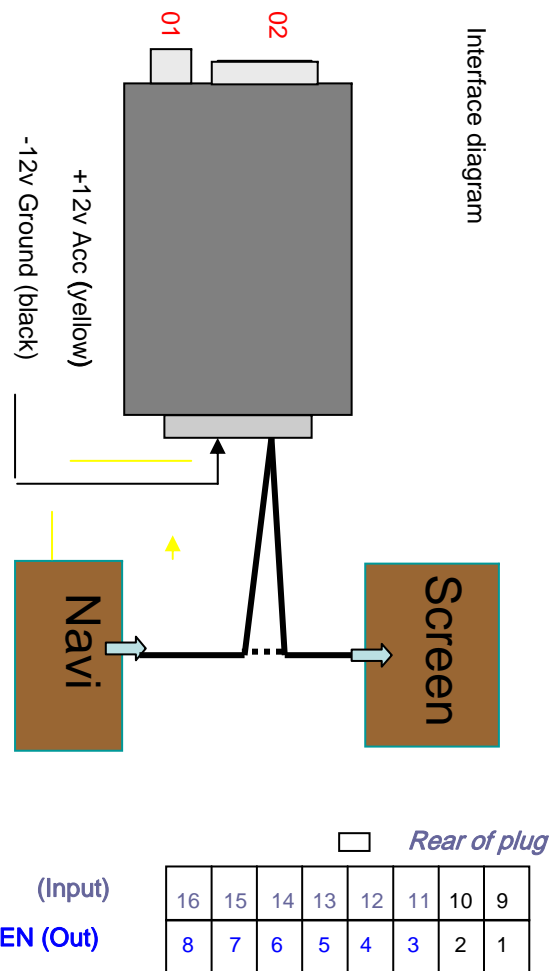 Interface diagram
01
02
+12v Acc (yellow)
-12v Ground (black)
Navi
Screen
Rear of plug
(Input)
16 15 14 13 12 11 10 9
EN (Out)
8 7 6 5 4 3 2 1